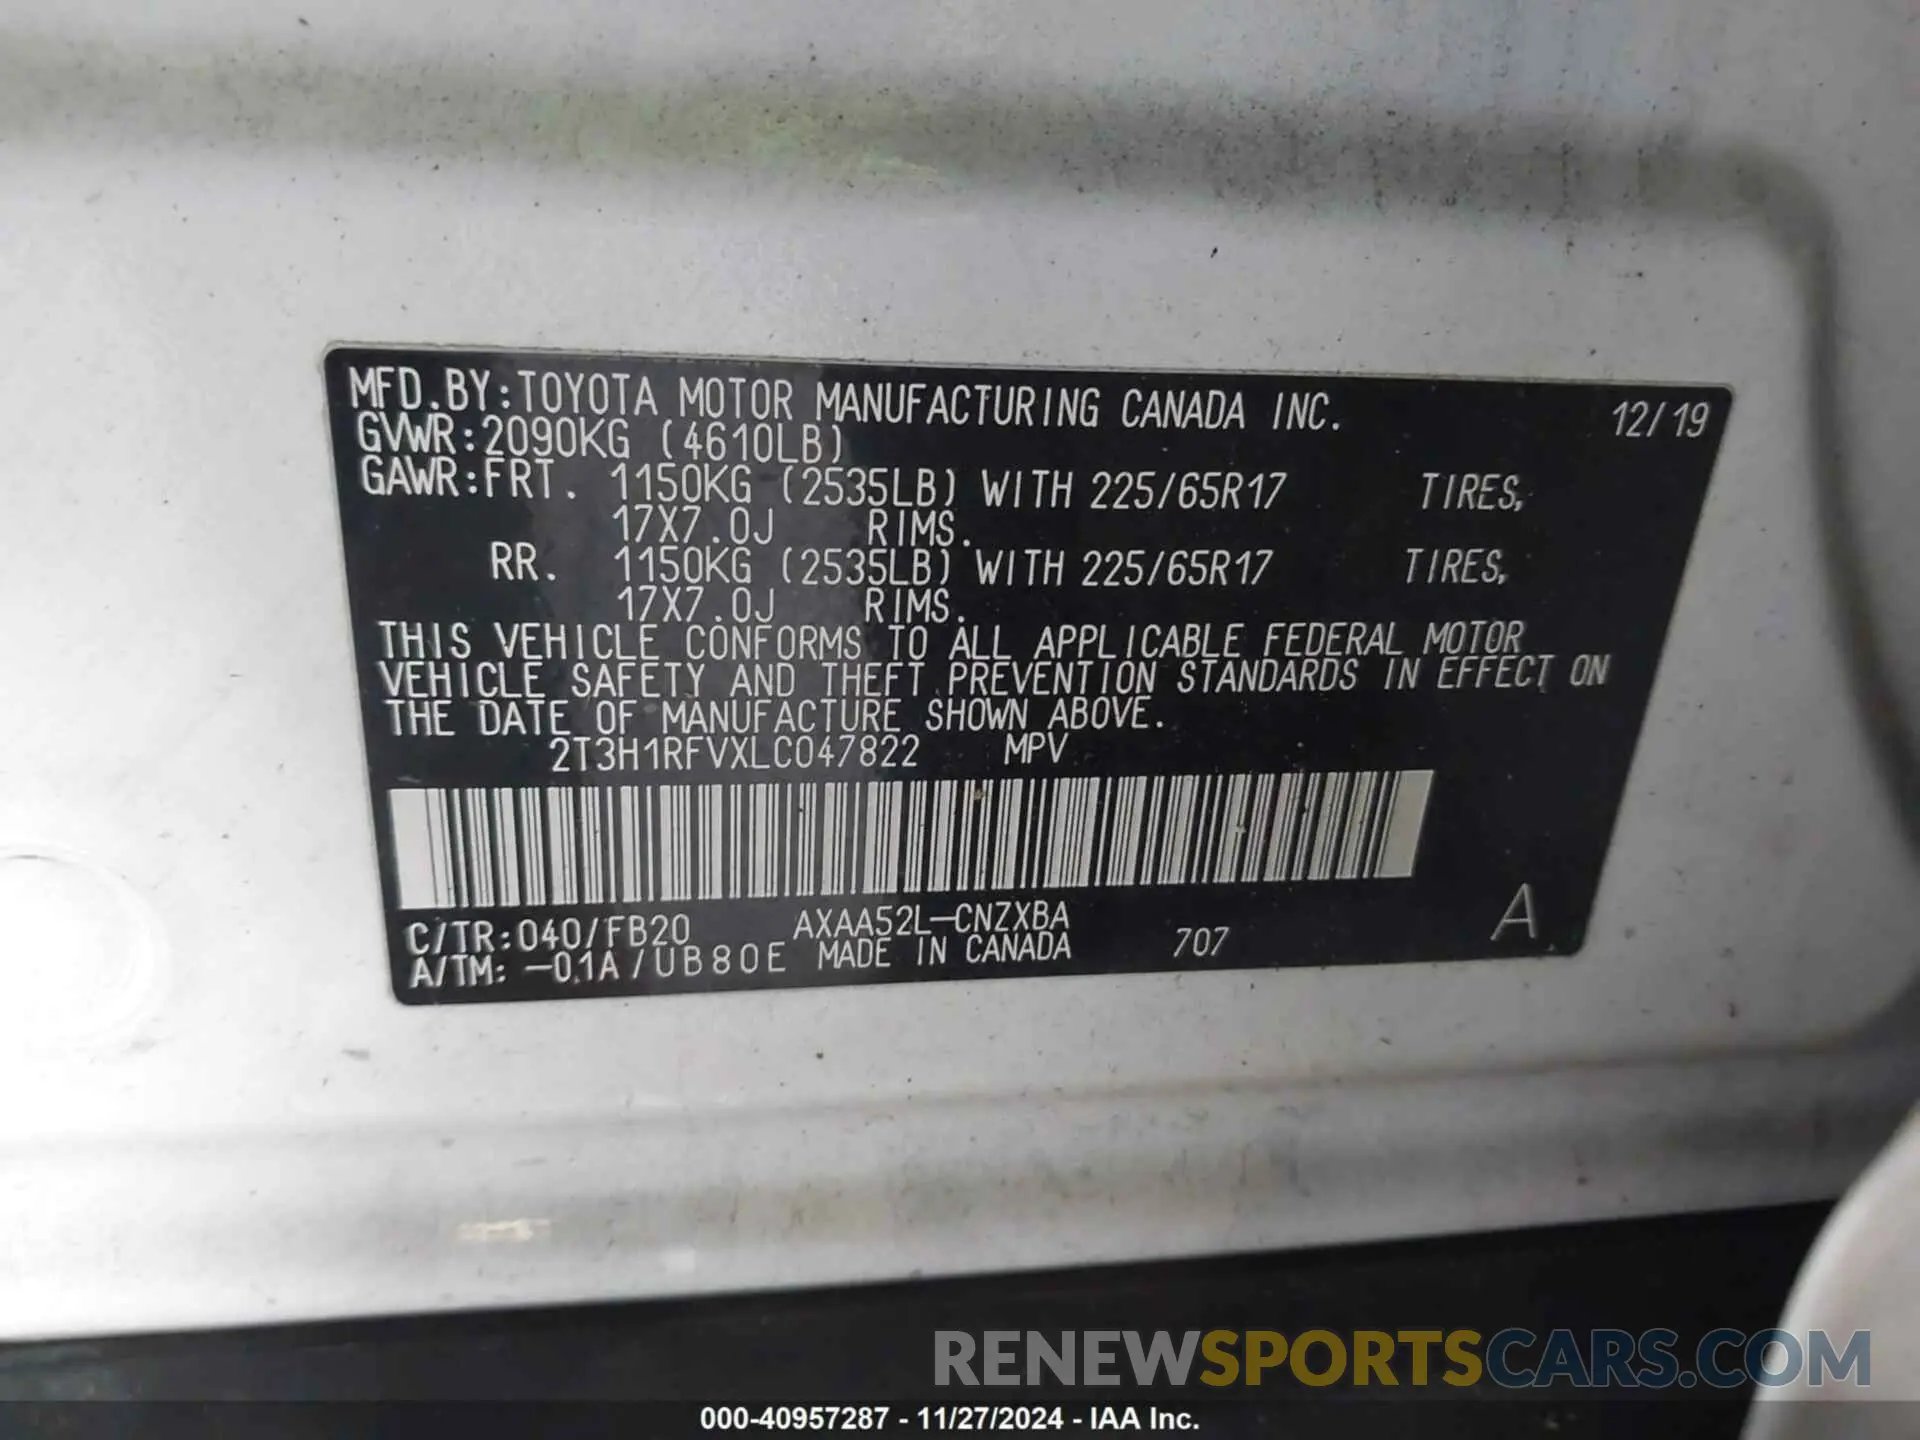 MFD.BY:TOYOTA MOTOR MANUFACTURING CANADA INC. 12/19
GVWR:2090KG (4610LB)
GAWR:FRT. 1150KG (2535LB) WITH 225/65R17 TIRES,
17X7.0J RIMS.
RR. 1150KG (2535LB) WITH 225/65R17 TIRES,
17X7.0J RIMS.
THIS VEHICLE CONFORMS TO ALL APPLICABLE FEDERAL MOTOR
VEHICLE SAFETY AND THEFT PREVENTION STANDARDS IN EFFECT ON
THE DATE OF MANUFACTURE SHOWN ABOVE.
2T3H1RFVXLC047822 MPV
C/TR:040/FB20 AXAA52L-CNZXBA A
A/TM:-01A/UB80E MADE IN CANADA 707
RENEWSPORTSCARS.COM
000-40957287 - 11/27/2024 - IAA Inc.